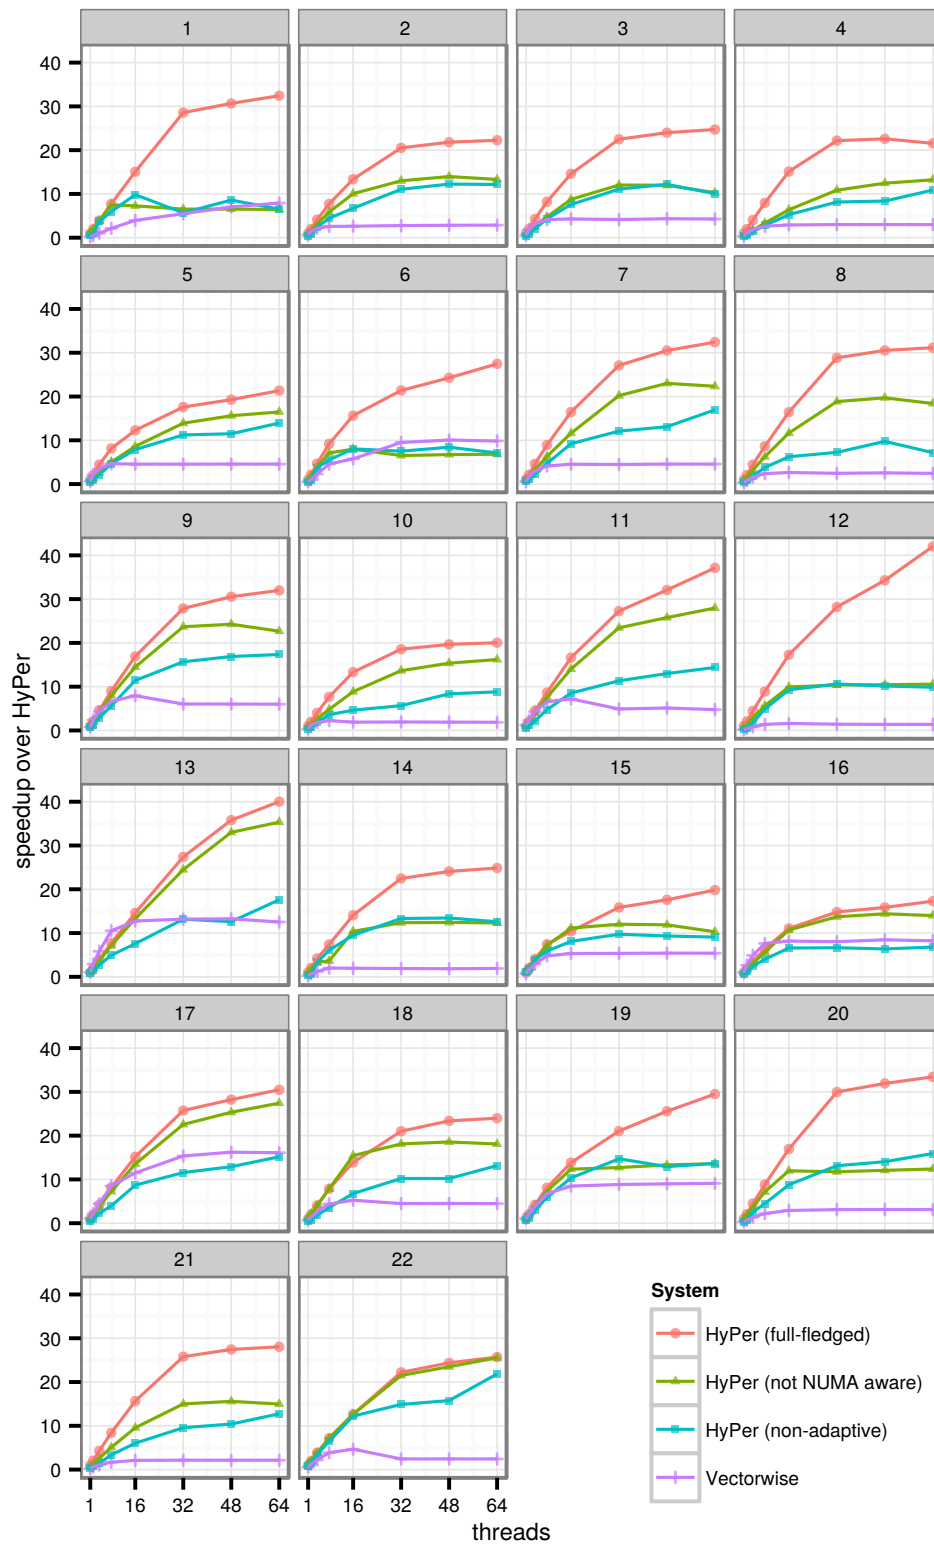 1 2 3 4
40
30
20
10
0
5 6 7 8
40
30
20
10
0
9 10 11 12
40
30
20
10
0
13 14 15 16
40
30
20
10
0
17 18 19 20
40
30
20
10
0
21 22
40
30
20
10
0
1 16 32 48 64 1 16 32 48 64
threads
speedup over HyPer
System
HyPer (full-fledged)
HyPer (not NUMA aware)
HyPer (non-adaptive)
Vectorwise